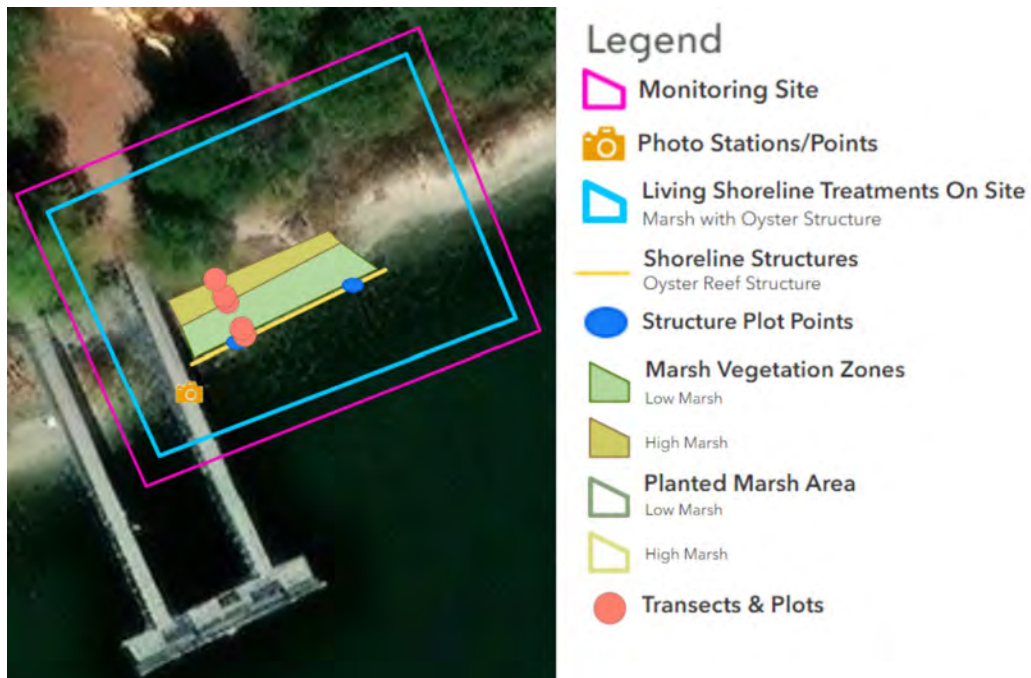 Legend
Monitoring Site
Photo Stations/Points
Living Shoreline Treatments On Site
Marsh with Oyster Structure
Shoreline Structures
Oyster Reef Structure
Structure Plot Points
Marsh Vegetation Zones
Low Marsh
High Marsh
Planted Marsh Area
Low Marsh
High Marsh
Transects & Plots